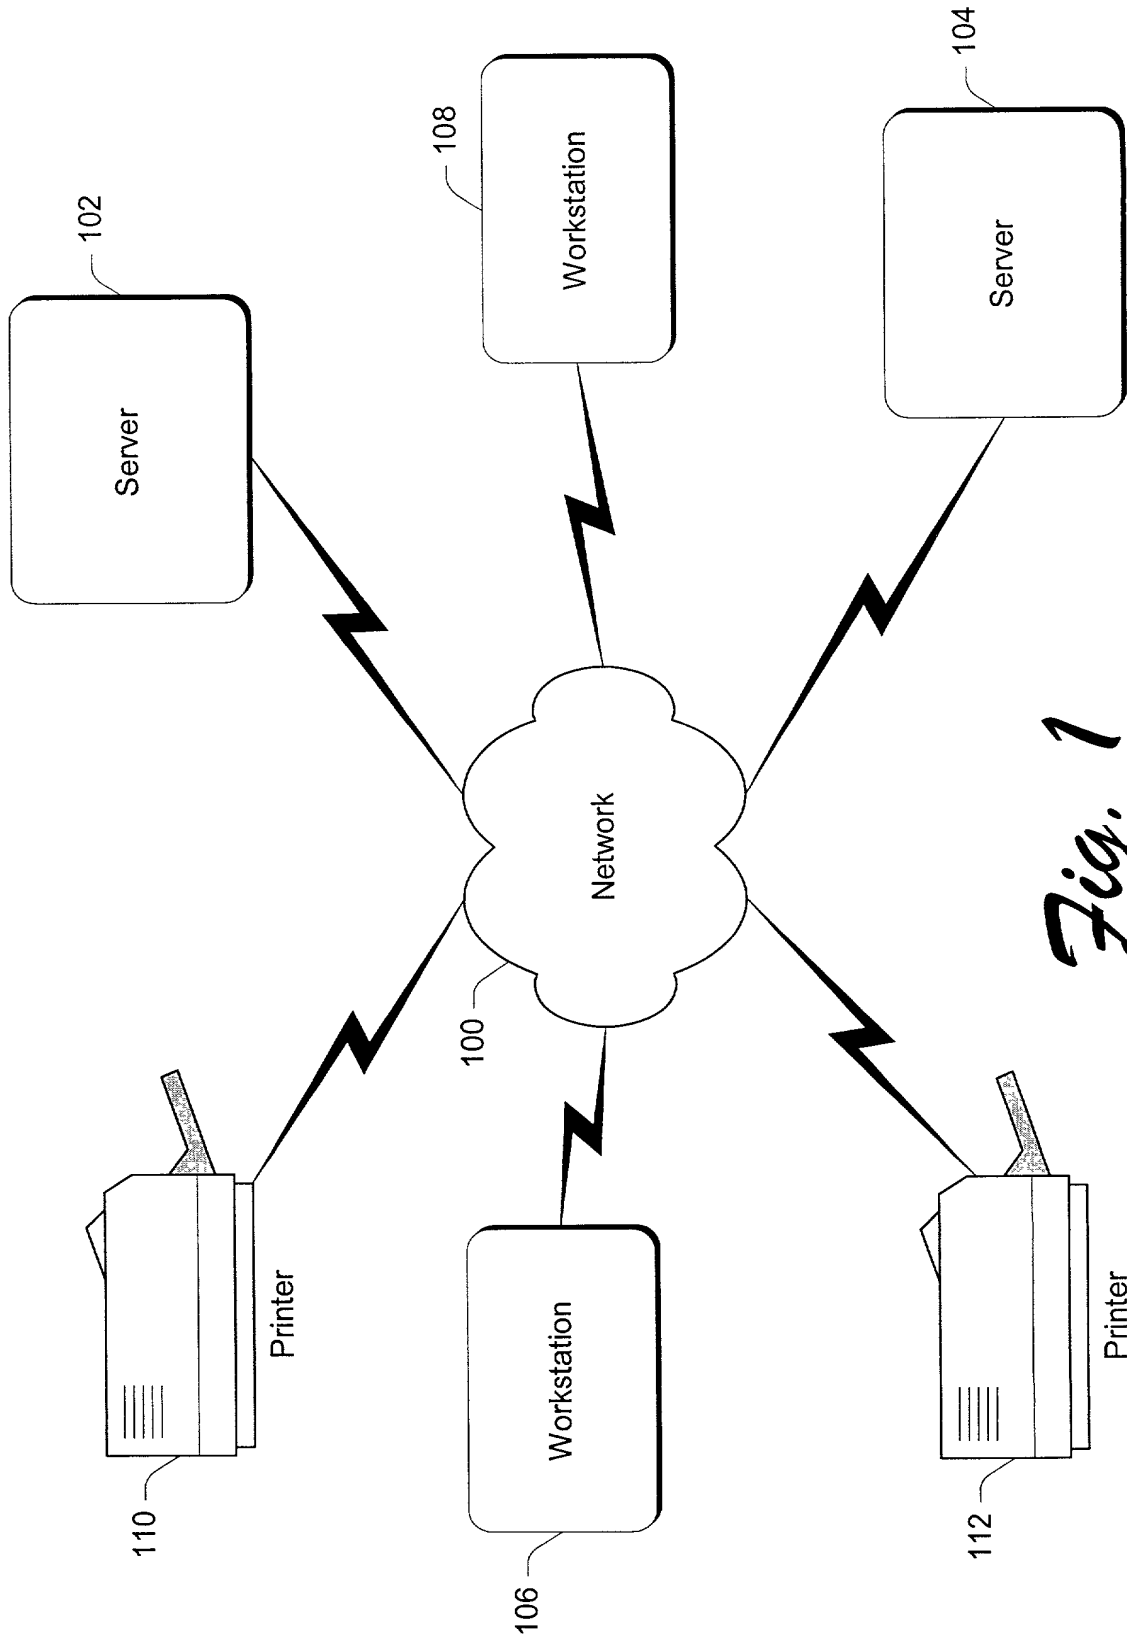 110
Printer
Server
102
106
Workstation
100
Network
Workstation
108
112
Printer
Server
104
Fig. 1